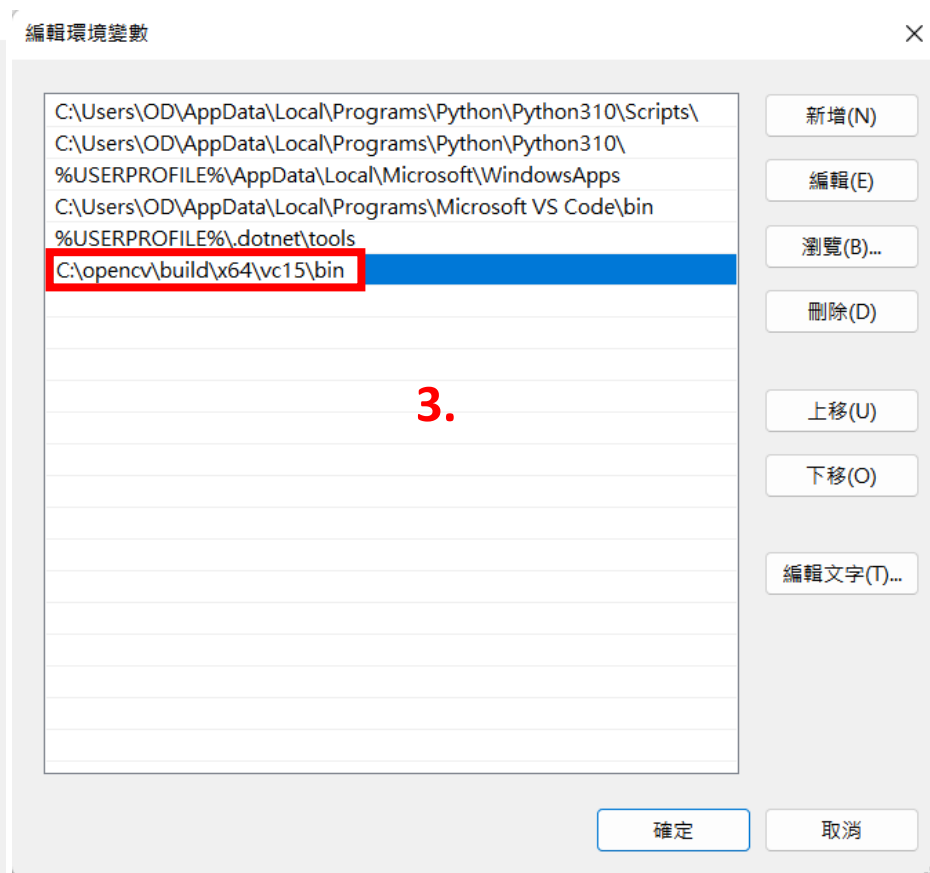 編輯環境變數
C:\Users\OD\AppData\Local\Programs\Python\Python310\Scripts\
C:\Users\OD\AppData\Local\Programs\Python\Python310\
%USERPROFILE%\AppData\Local\Microsoft\WindowsApps
C:\Users\OD\AppData\Local\Programs\Microsoft VS Code\bin
%USERPROFILE%\.dotnet\tools
C:\opencv\build\x64\vc15\bin
3.
新增(N)
編輯(E)
瀏覽(B)...
刪除(D)
上移(U)
下移(O)
編輯文字(T)...
確定
取消